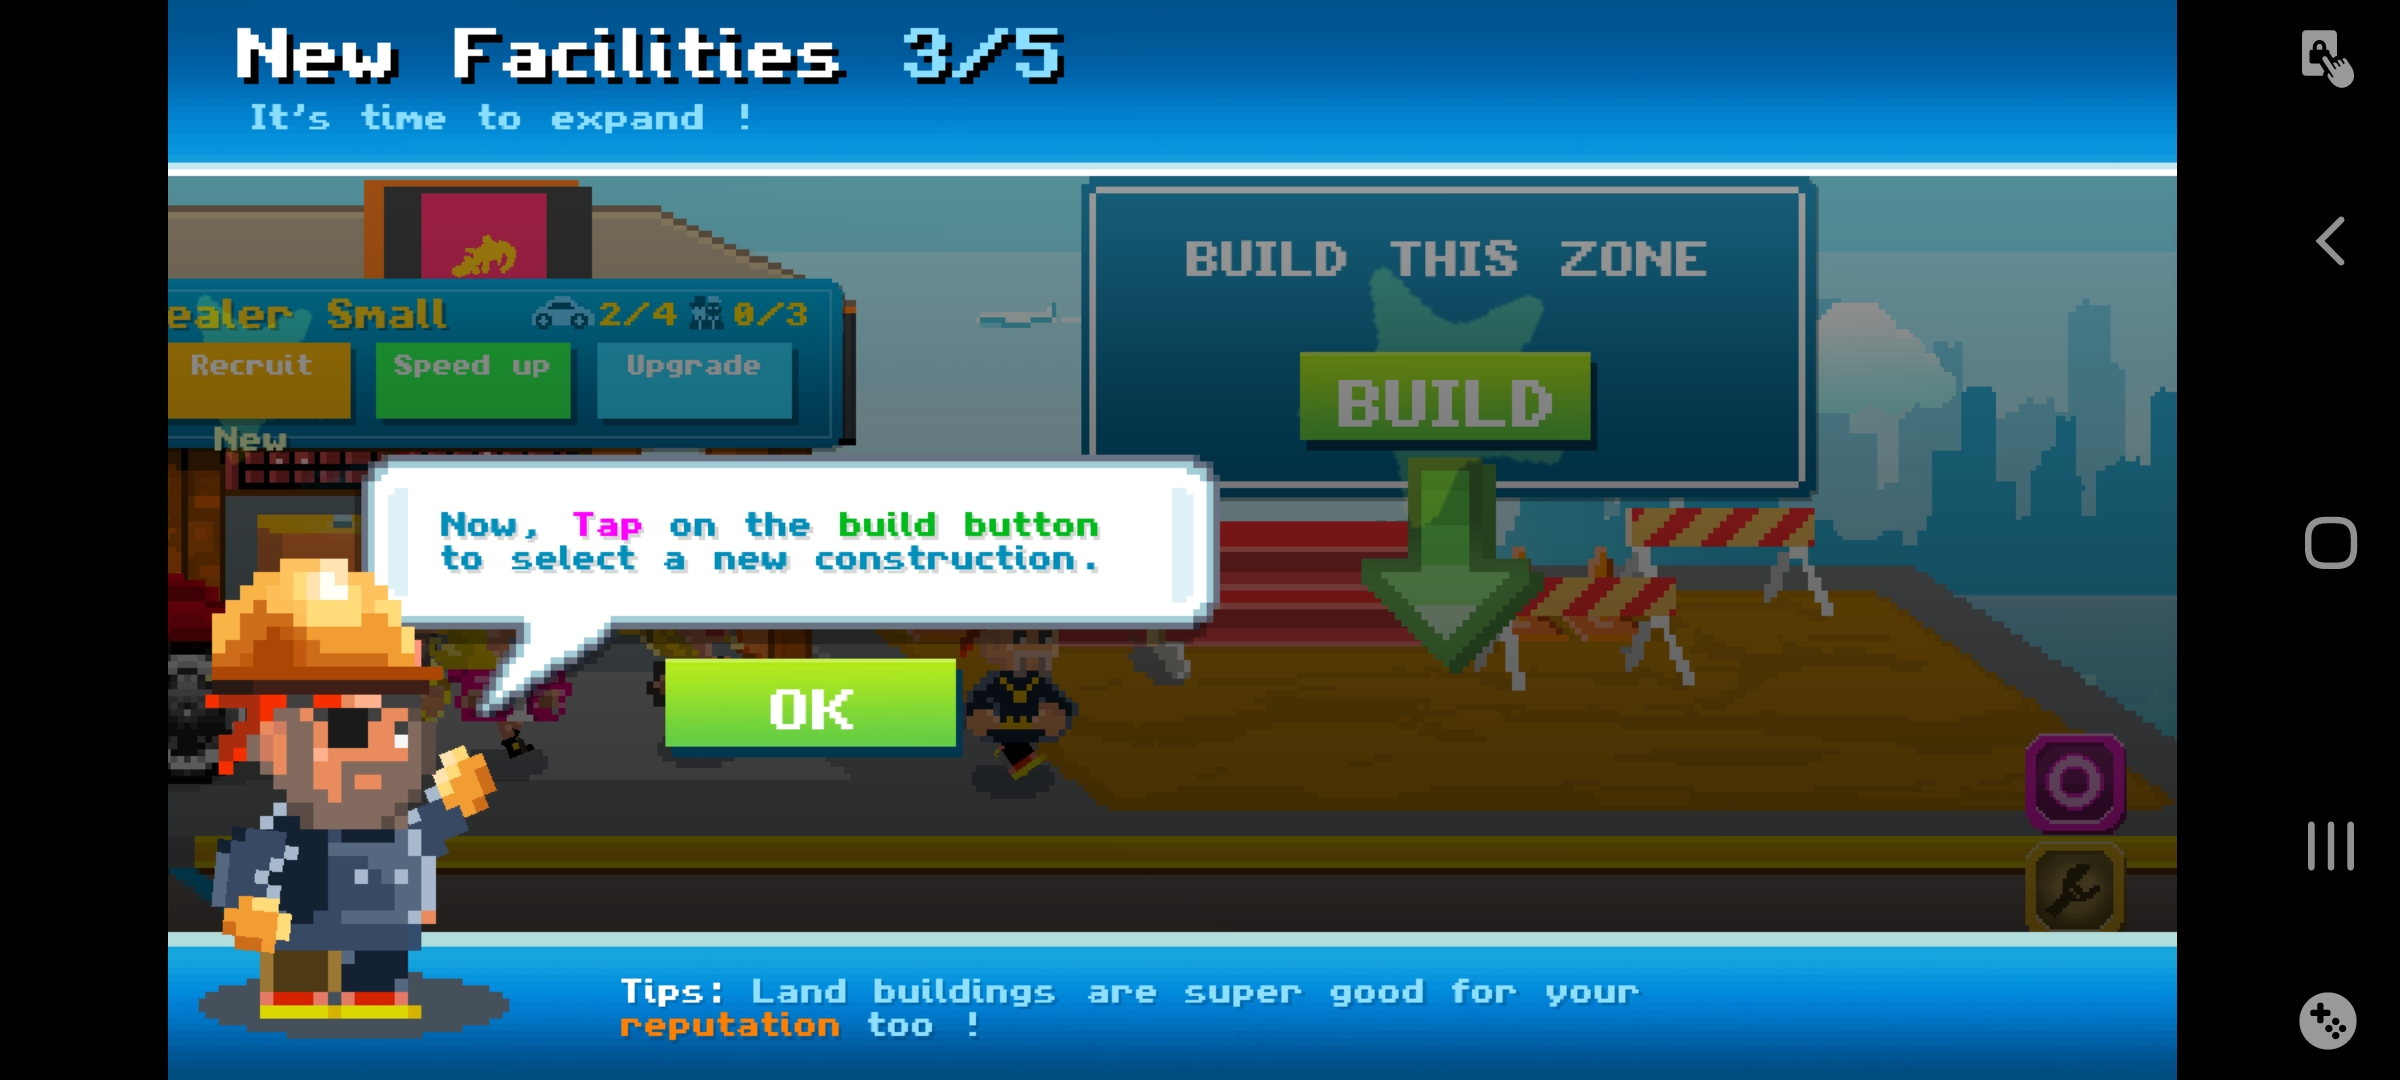 New Facilities 3/5
It's time to expand !
BUILD THIS ZONE
ealer Small 2/4 0/3
Recruit Speed up Upgrade
BUILD
New
Now, Tap on the build button
to select a new construction.
OK
Tips: Land buildings are super good for your
reputation too !